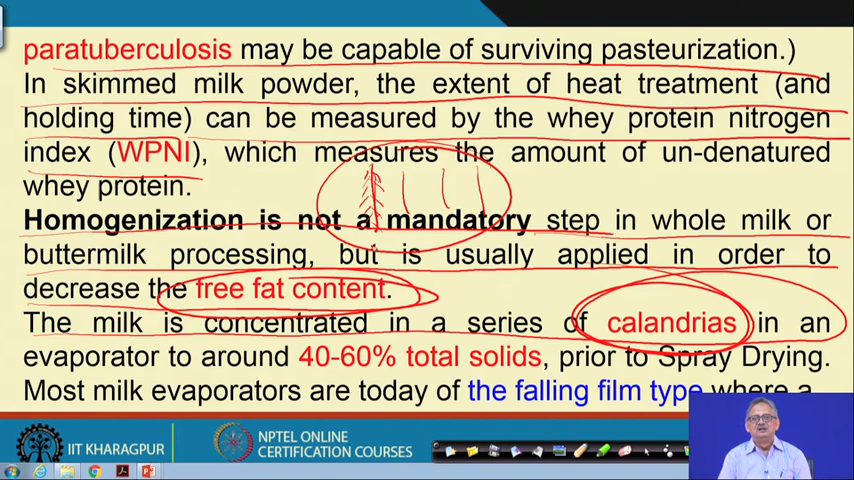 paratuberculosis may be capable of surviving pasteurization.)
In skimmed milk powder, the extent of heat treatment (and
holding time) can be measured by the whey protein nitrogen
index (WPNI), which measures the amount of un-denatured
whey protein.
Homogenization is not a mandatory step in whole milk or
buttermilk processing, but is usually applied in order to
decrease the free fat content.
The milk is concentrated in a series of calandrias in an
evaporator to around 40-60% total solids, prior to Spray Drying.
Most milk evaporators are today of the falling film type where a
IIT KHARAGPUR
NPTEL ONLINE
CERTIFICATION COURSES